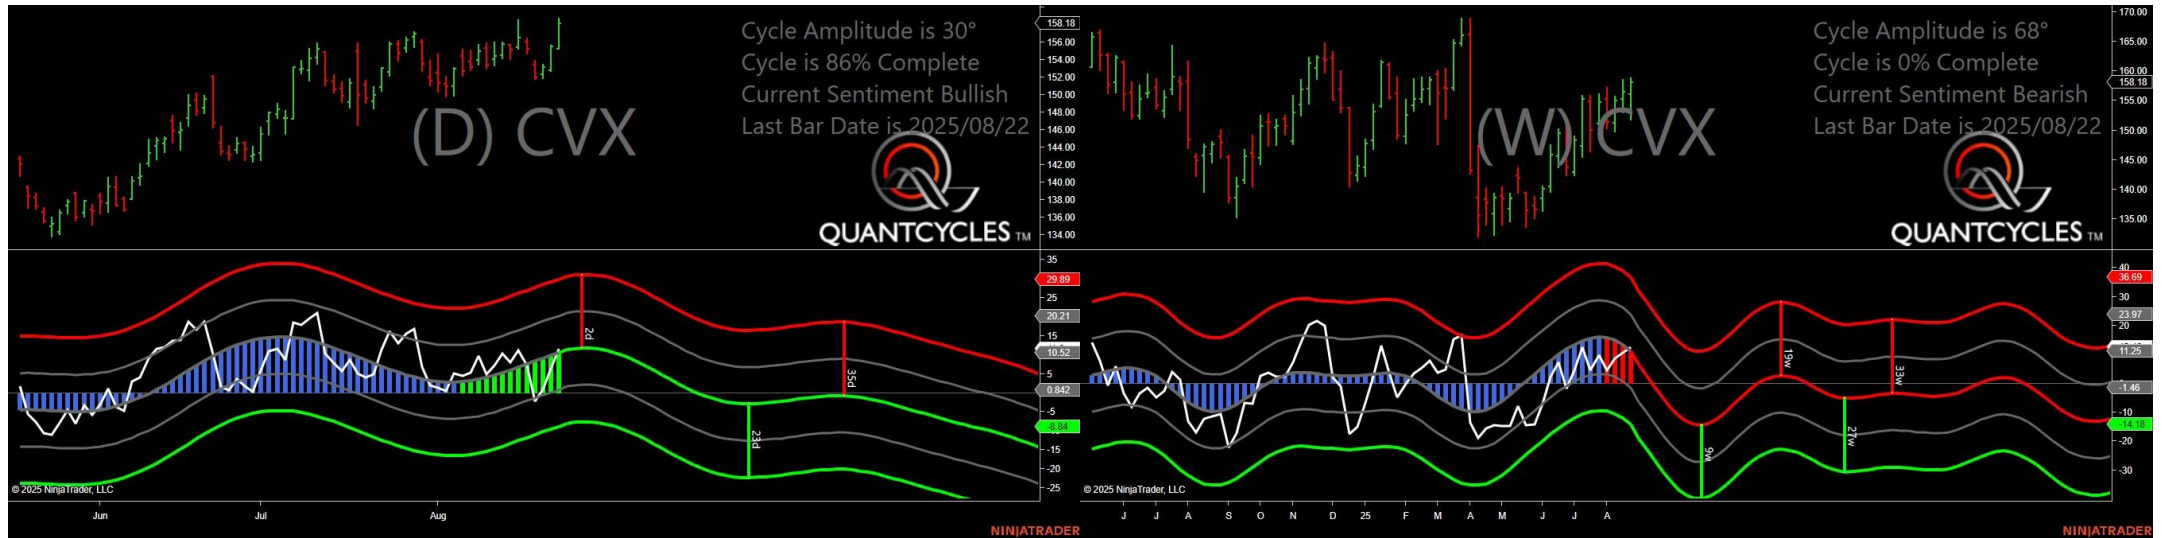 Cycle Amplitude is 30°
Cycle is 86% Complete
Current Sentiment Bullish
Last Bar Date is 2025/08/22
(D) CVX
QUANTCYCLES TM
158.18
156.00
154.00
152.00
150.00
148.00
146.00
144.00
142.00
140.00
138.00
136.00
134.00
35
29.89
25
20.21
15
10.52
5
0.842
-5
-8.84
-15
-20
-25
2d
35d
23d
© 2025 NinjaTrader, LLC
Jun Jul Aug
NINJATRADER
Cycle Amplitude is 68°
Cycle is 0% Complete
Current Sentiment Bearish
Last Bar Date is 2025/08/22
(W) CVX
QUANTCYCLES TM
170.00
165.00
160.00
158.18
155.00
150.00
145.00
140.00
135.00
40
36.69
30
23.97
20
11.25
-1.46
-10
-14.18
-20
-30
19w
33w
9w
27w
© 2025 NinjaTrader, LLC
J J A S O N D 25 F M A M J J A
NINJATRADER